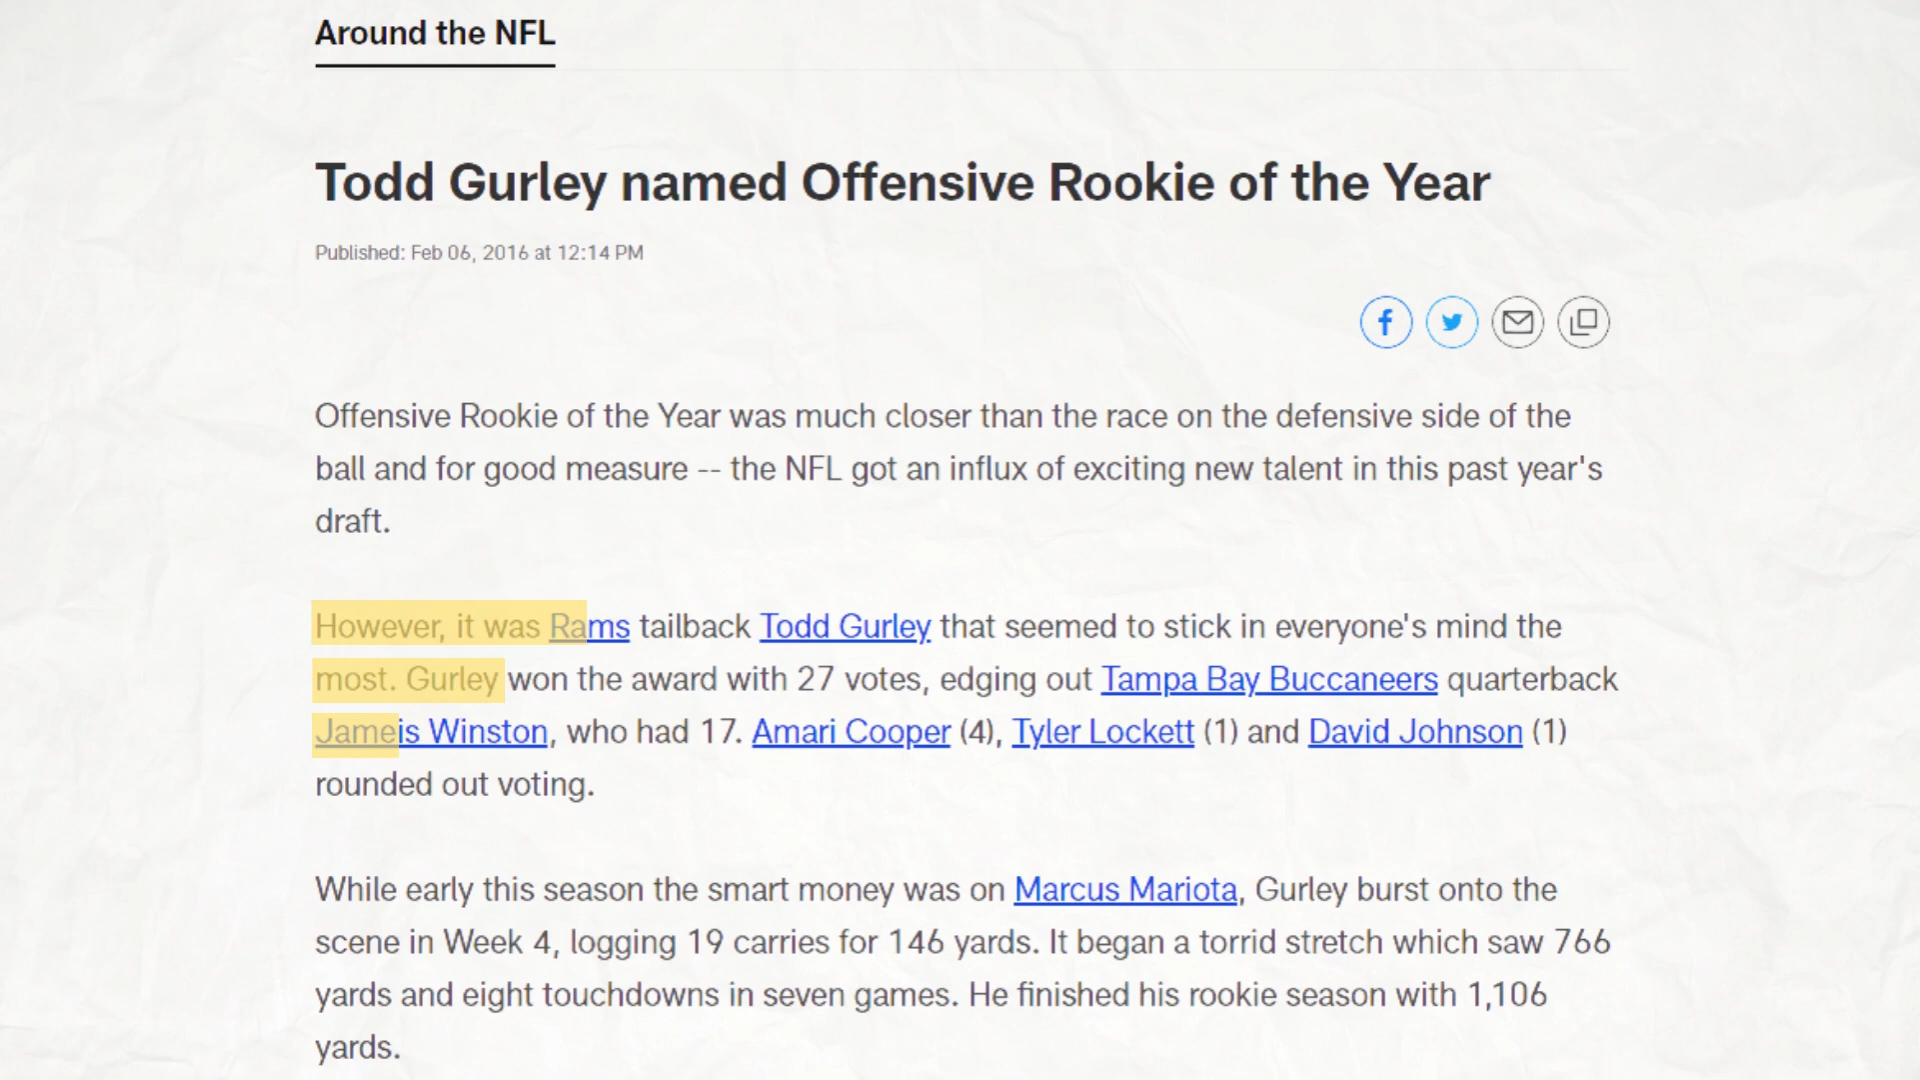 Around the NFL
Todd Gurley named Offensive Rookie of the Year
Published: Feb 06, 2016 at 12:14 PM
Offensive Rookie of the Year was much closer than the race on the defensive side of the
ball and for good measure -- the NFL got an influx of exciting new talent in this past year's
draft.
However, it was Rams tailback Todd Gurley that seemed to stick in everyone's mind the
most. Gurley won the award with 27 votes, edging out Tampa Bay Buccaneers quarterback
Jameis Winston, who had 17. Amari Cooper (4), Tyler Lockett (1) and David Johnson (1)
rounded out voting.
While early this season the smart money was on Marcus Mariota, Gurley burst onto the
scene in Week 4, logging 19 carries for 146 yards. It began a torrid stretch which saw 766
yards and eight touchdowns in seven games. He finished his rookie season with 1,106
yards.